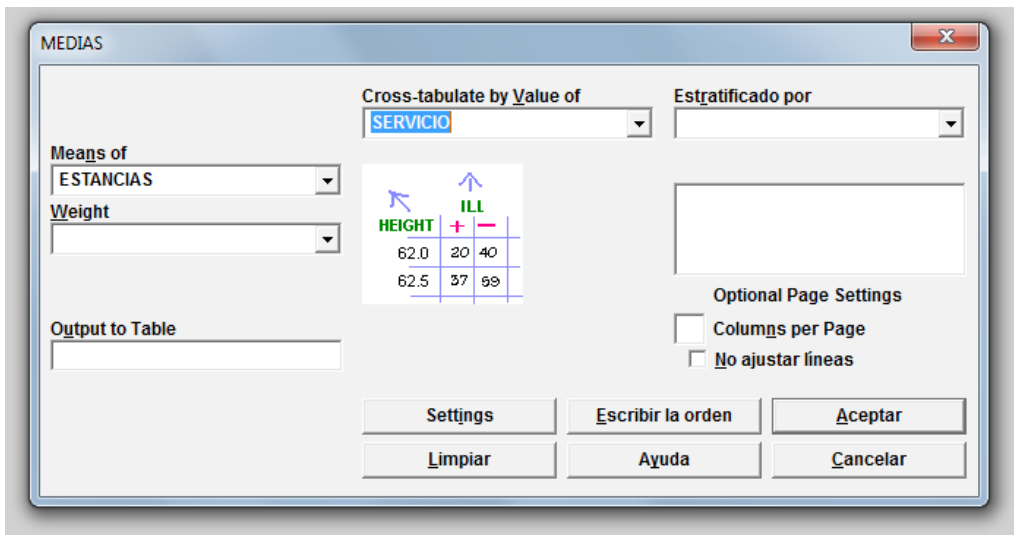 MEDIAS
x
Cross-tabulate by Value of
Estratificado por
SERVICIO
Means of
ESTANCIAS
Weight
ILL
HEIGHT + −
62.0 20 40
62.5 37 59
Optional Page Settings
Columns per Page
No ajustar líneas
Output to Table
Settings
Escribir la orden
Aceptar
Limpiar
Ayuda
Cancelar